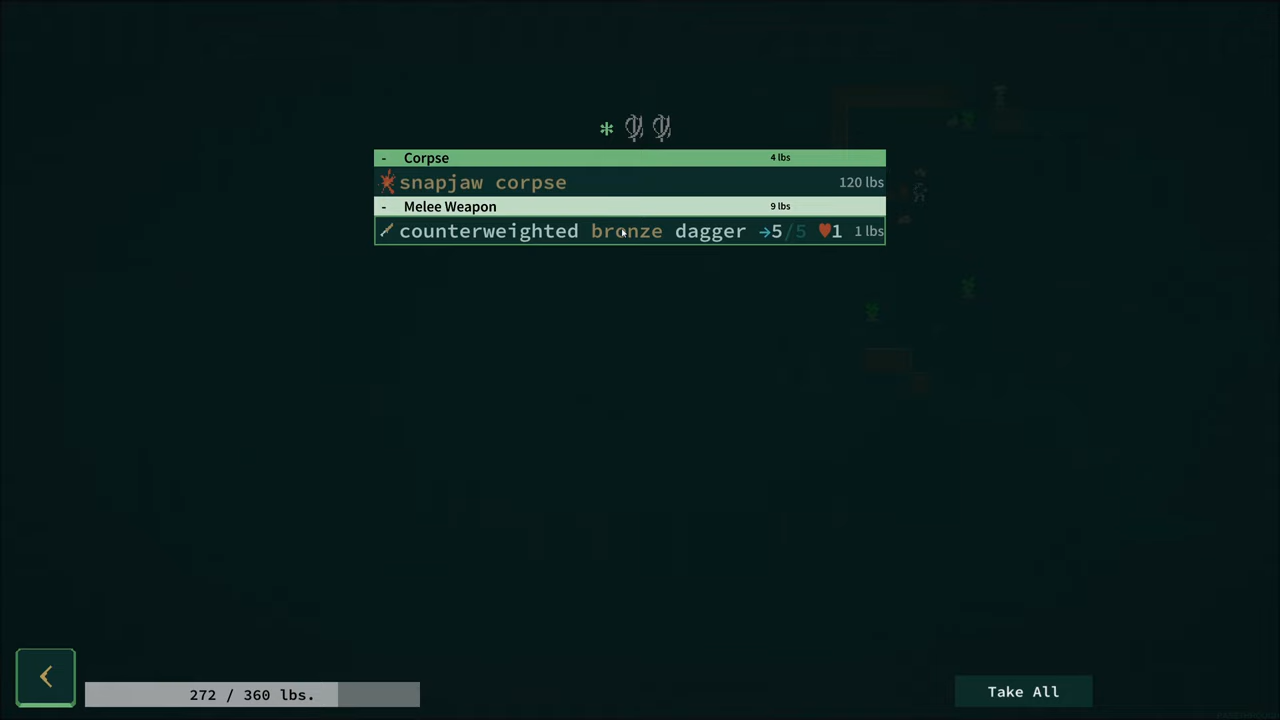 - Corpse 4 lbs
snapjaw corpse 120 lbs
- Melee Weapon 9 lbs
counterweighted bronze dagger →5/5 ♥1 1 lbs
272 / 360 lbs.
Take All